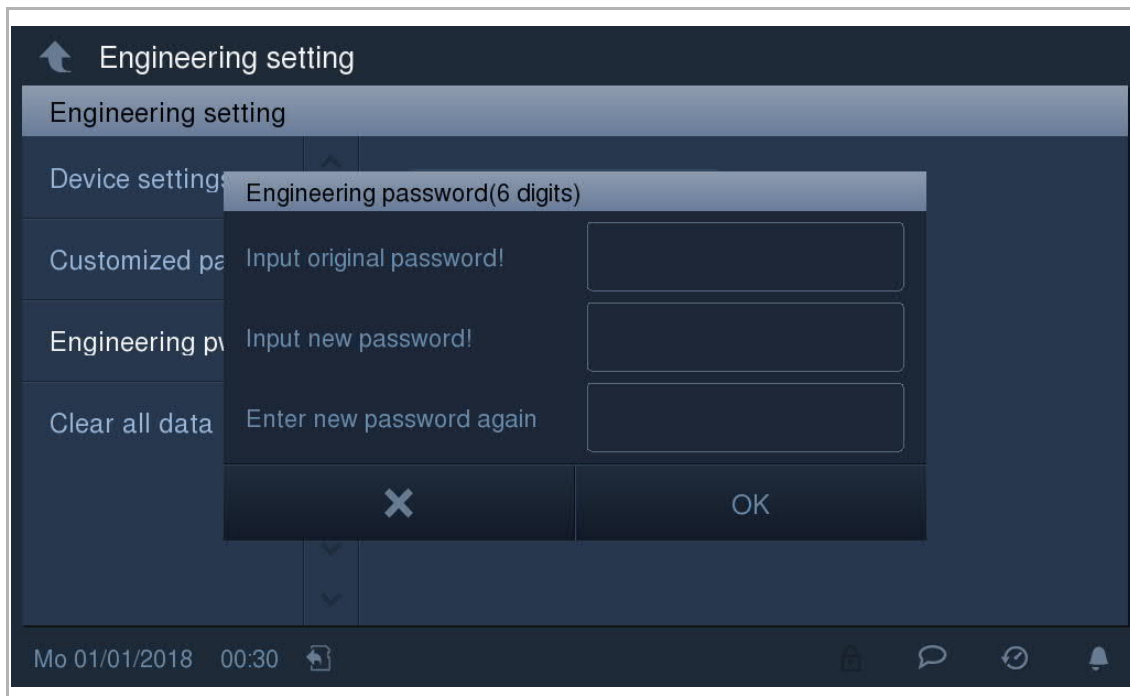 Engineering setting
Engineering setting
Device settings
Customized pa
Engineering pw
Clear all data
Engineering password(6 digits)
Input original password!
Input new password!
Enter new password again
OK
Mo 01/01/2018 00:30